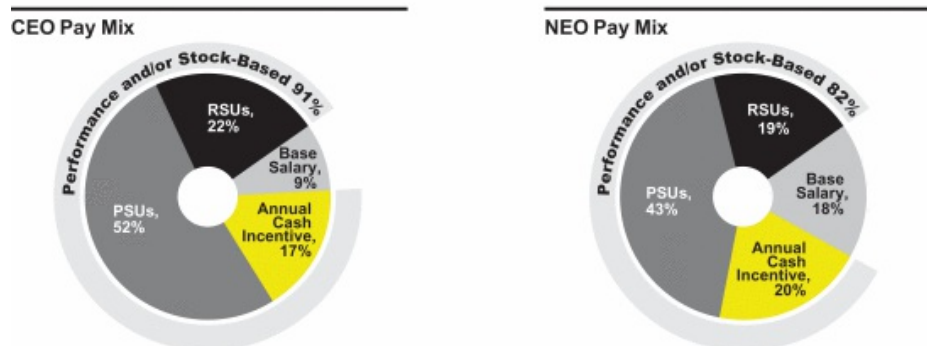 CEO Pay Mix
Performance and/or Stock-Based 91%
RSUs,
22%
Base
Salary,
9%
PSUs,
52%
Annual
Cash
Incentive,
17%
NEO Pay Mix
Performance and/or Stock-Based 82%
RSUs,
19%
Base
Salary,
18%
PSUs,
43%
Annual
Cash
Incentive,
20%